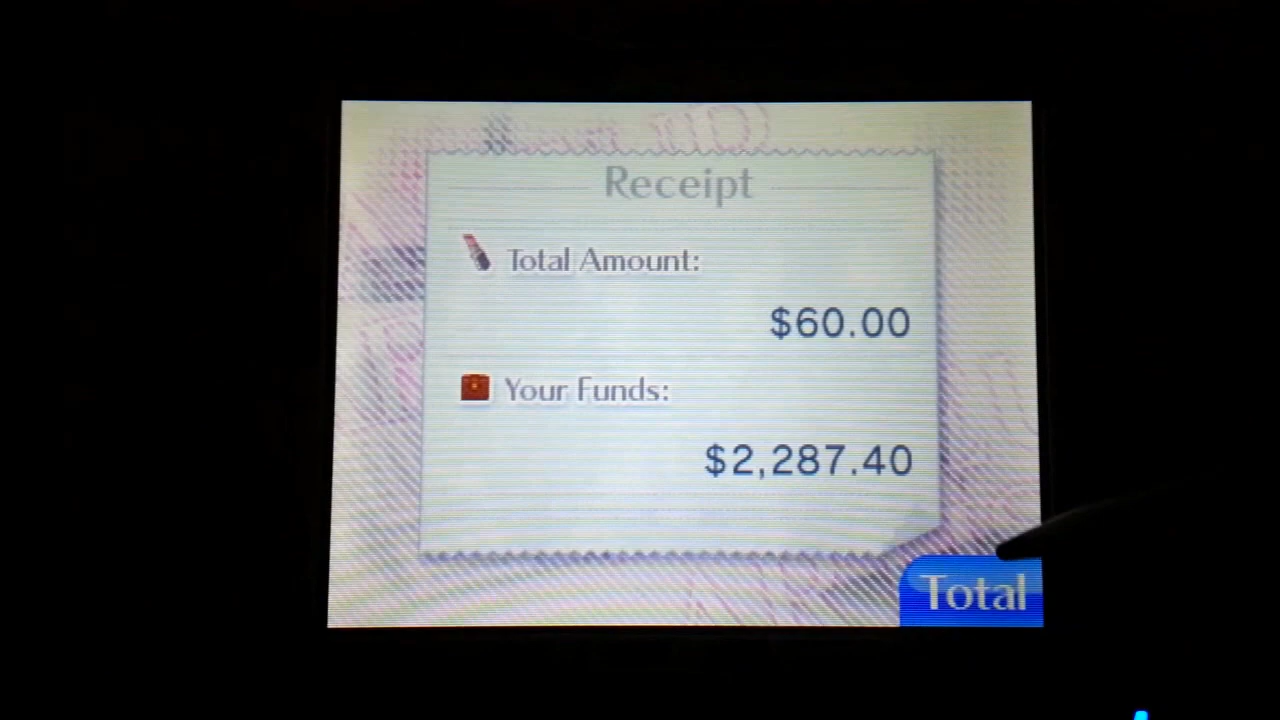 Receipt
Total Amount:
$60.00
Your Funds:
$2,287.40
Total